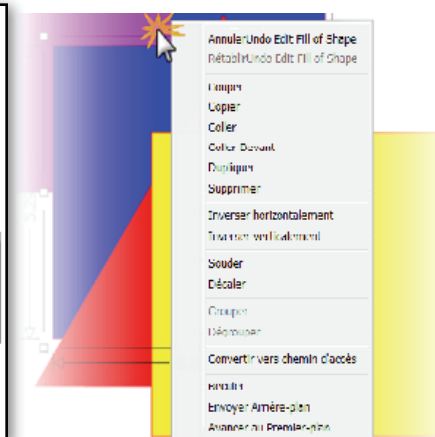 AnnulerUndo Edit Fill of Shape
RétablirUndo Edit Fill of Shape
Couper
Copier
Coller
Coller Devant
Dupliquer
Supprimer
Inverser horizontalement
Inverser verticalement
Souder
Décaler
Grouper
Dégrouper
Convertir vers chemin d'accès
Reculer
Envoyer Arrière-plan
Avancer au Premier-plan